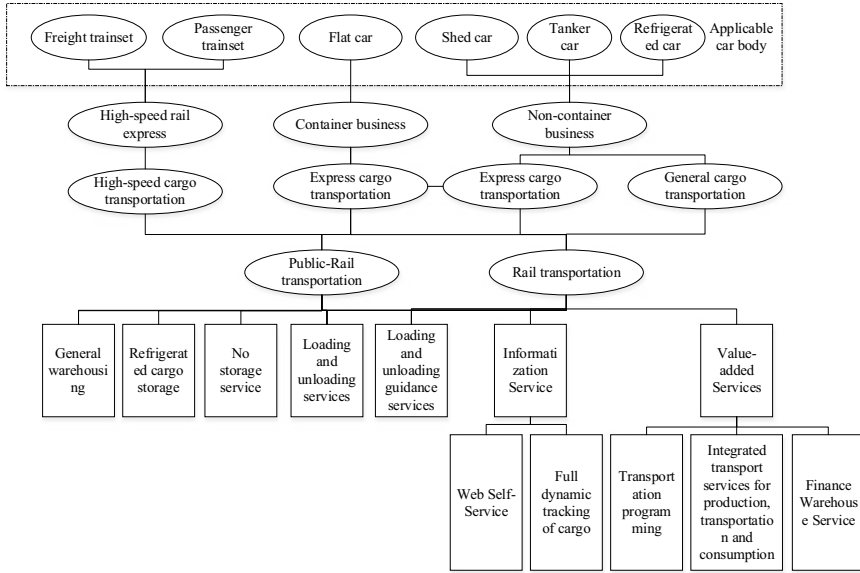 Freight trainset
Passenger
trainset
Flat car
Shed car
Tanker
car
Refrigerat
ed car
Applicable
car body
High-speed rail
express
Container business
Non-container
business
High-speed cargo
transportation
Express cargo
transportation
Express cargo
transportation
General cargo
transportation
Public-Rail
transportation
Rail transportation
General
warehousi
ng
Refrigerat
ed cargo
storage
No
storage
service
Loading
and
unloading
services
Loading
and
unloading
guidance
services
Informati
zation
Service
Value-
added
Services
Web Self-
Service
Full
dynamic
tracking
of cargo
Transport
ation
program
ming
Integrated
transport
services for
production,
transportatio
n and
consumption
Finance
Warehous
e Service